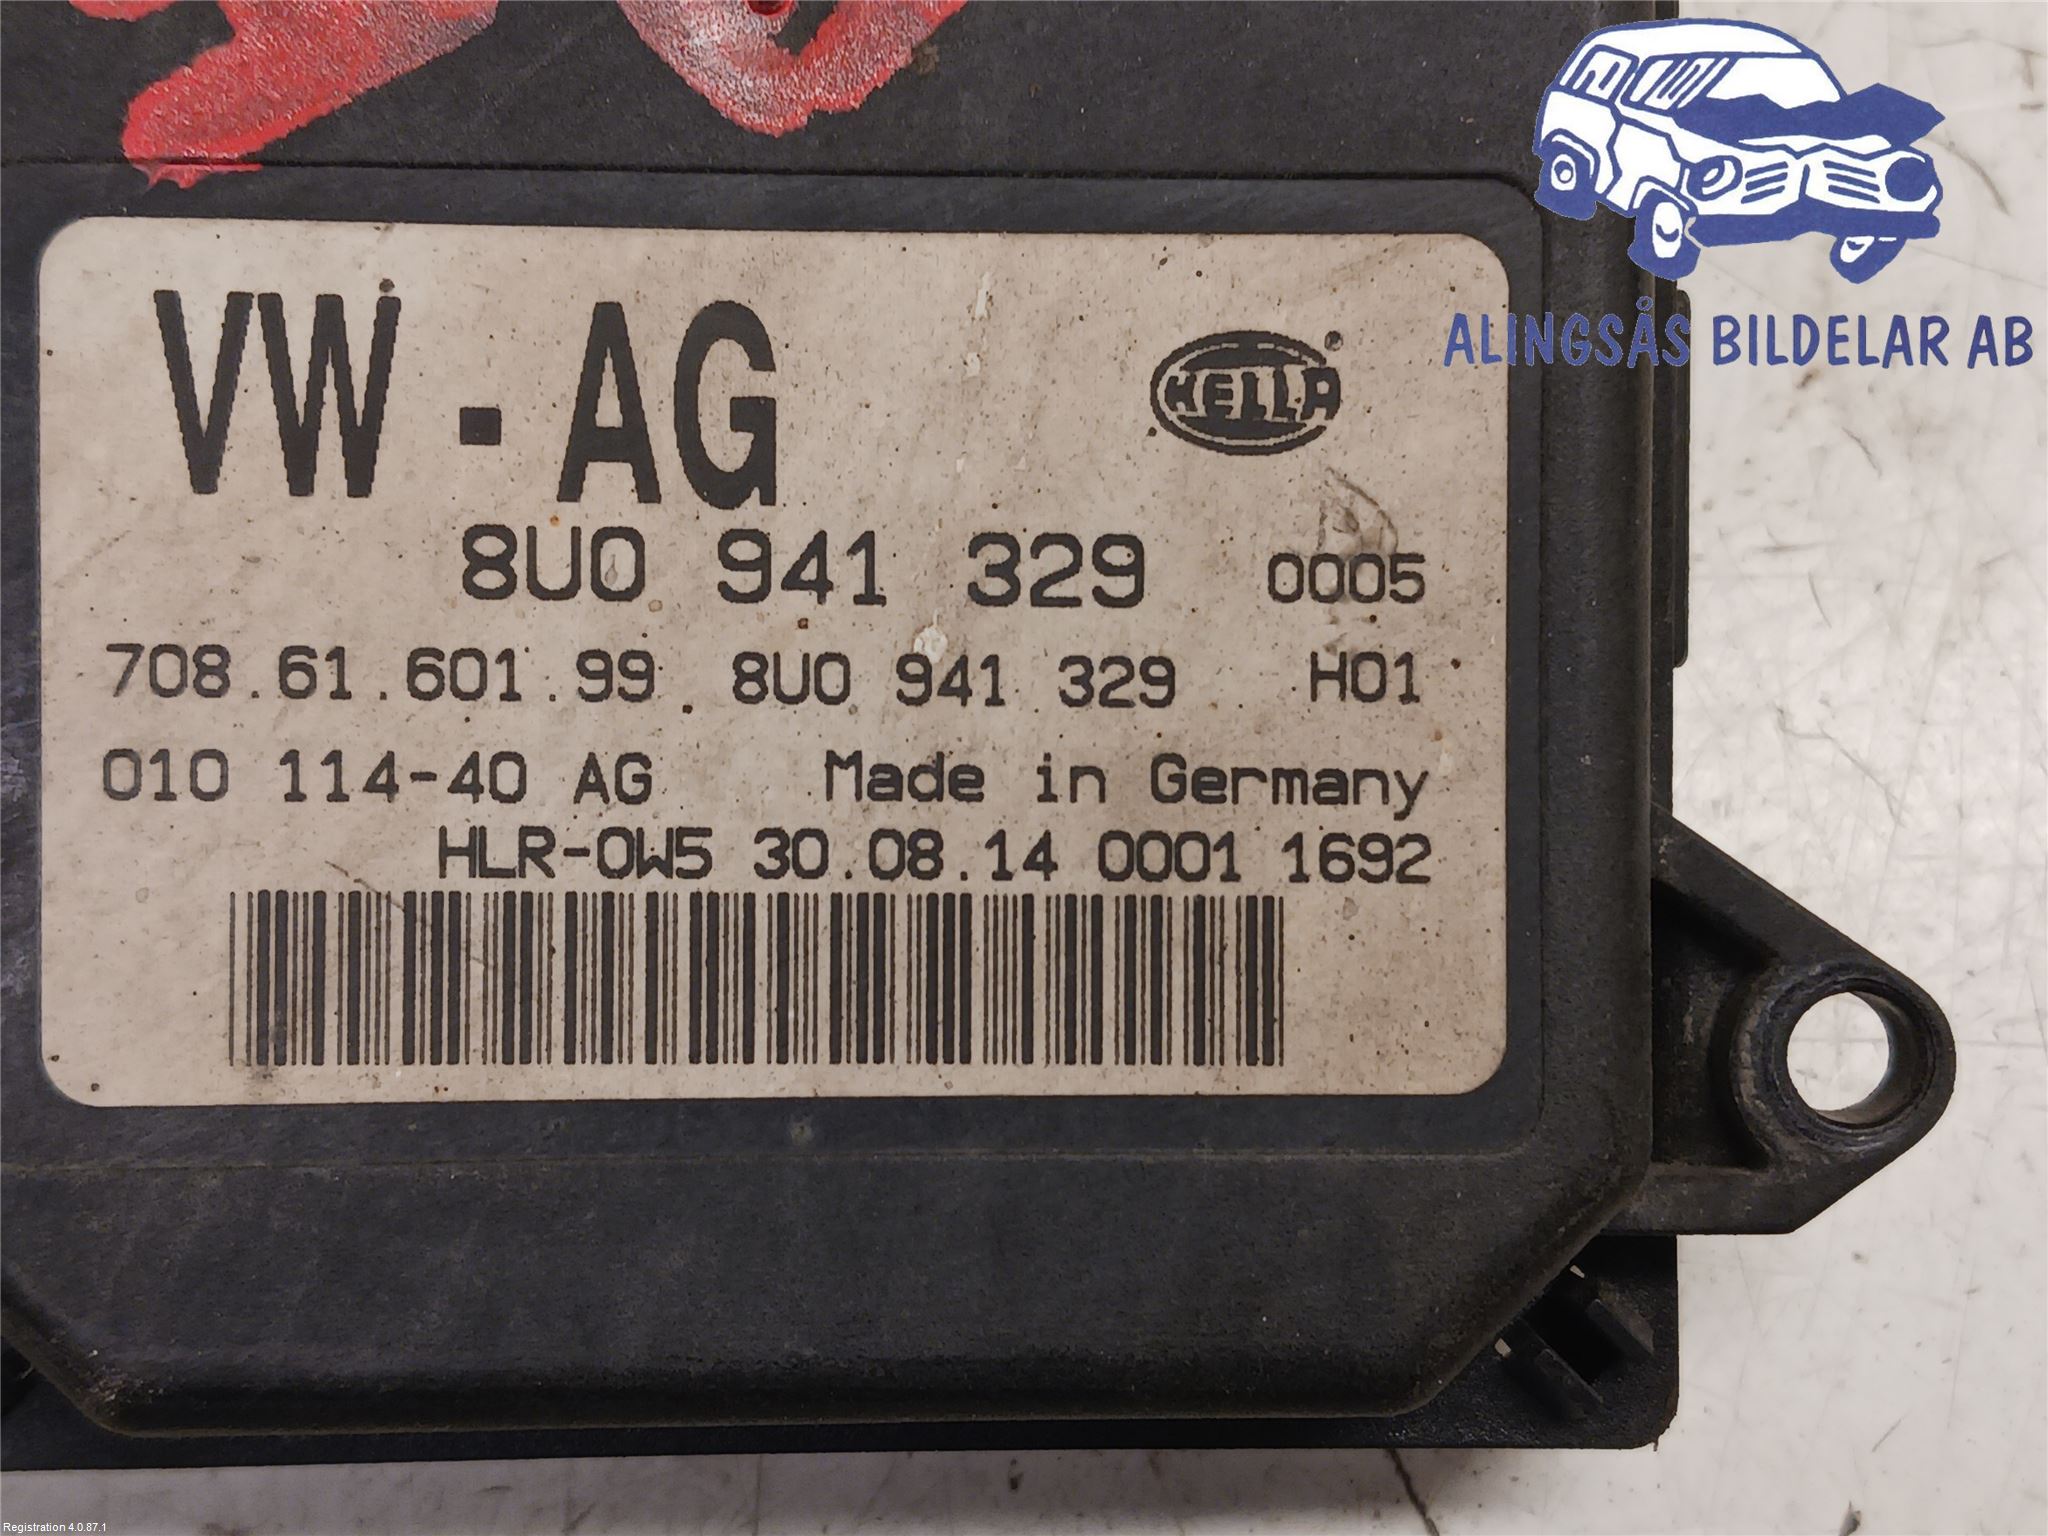 ALINGSÅS BILDELAR AB
VW - AG
HELLA
8U0 941 329 0005
708.61.601.99 8U0 941 329 H01
010 114-40 AG Made in Germany
HLR-0W5 30.08.14 0001 1692
Registration 4.0.87.1